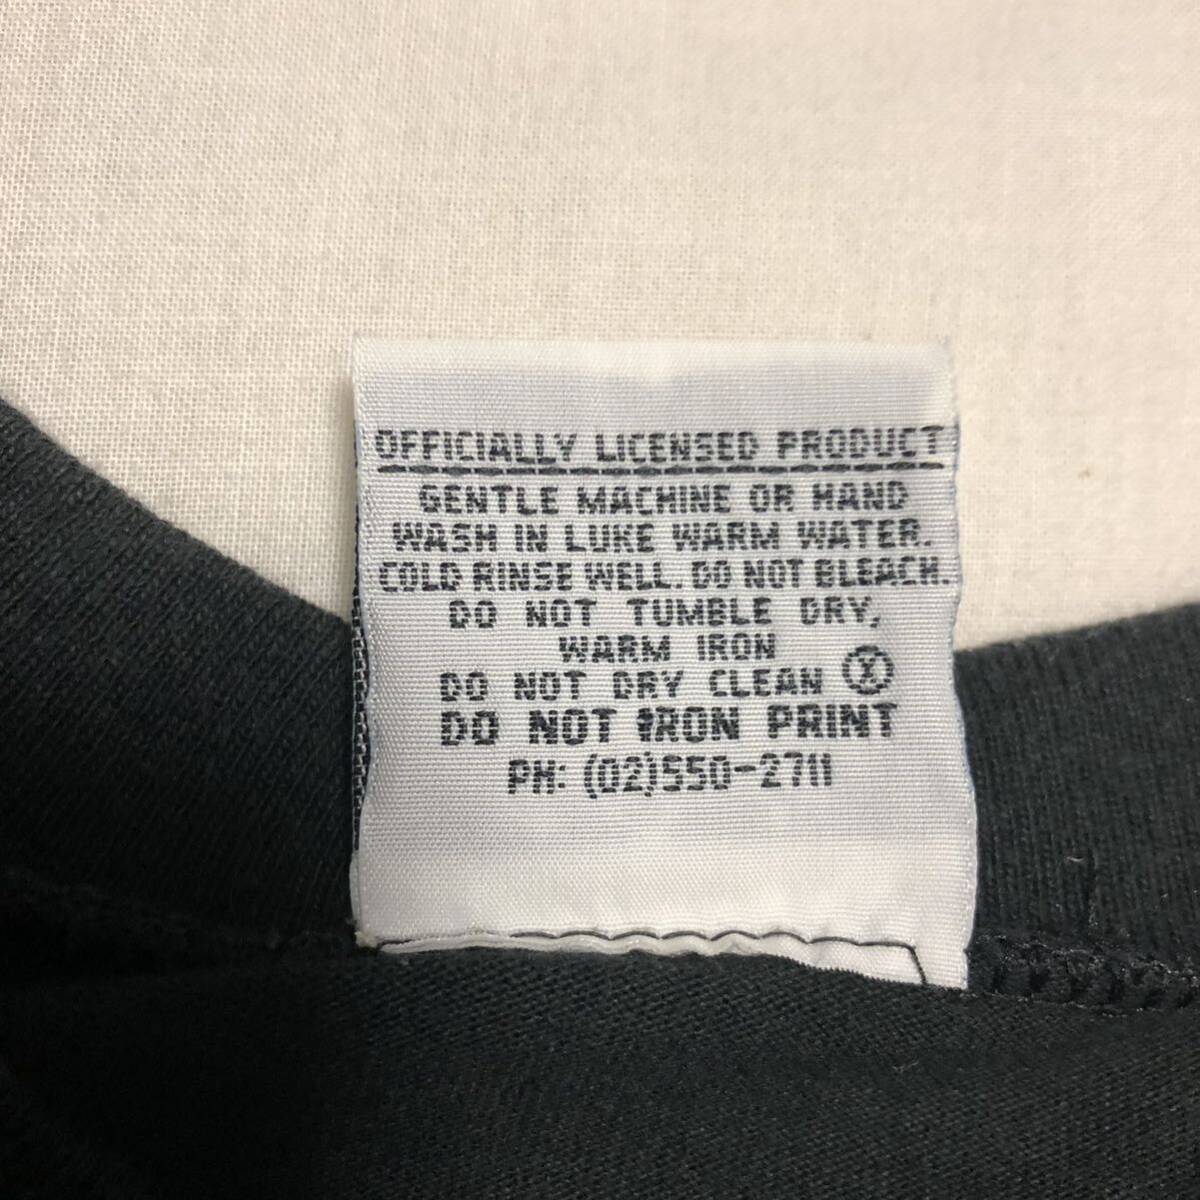 OFFICIALLY LICENSED PRODUCT
GENTLE MACHINE OR HAND
WASH IN LUKE WARM WATER.
COLD RINSE WELL. DO NOT BLEACH.
DO NOT TUMBLE DRY,
WARM IRON
DO NOT DRY CLEAN Ⓧ
DO NOT IRON PRINT
PH: (02)550-2711